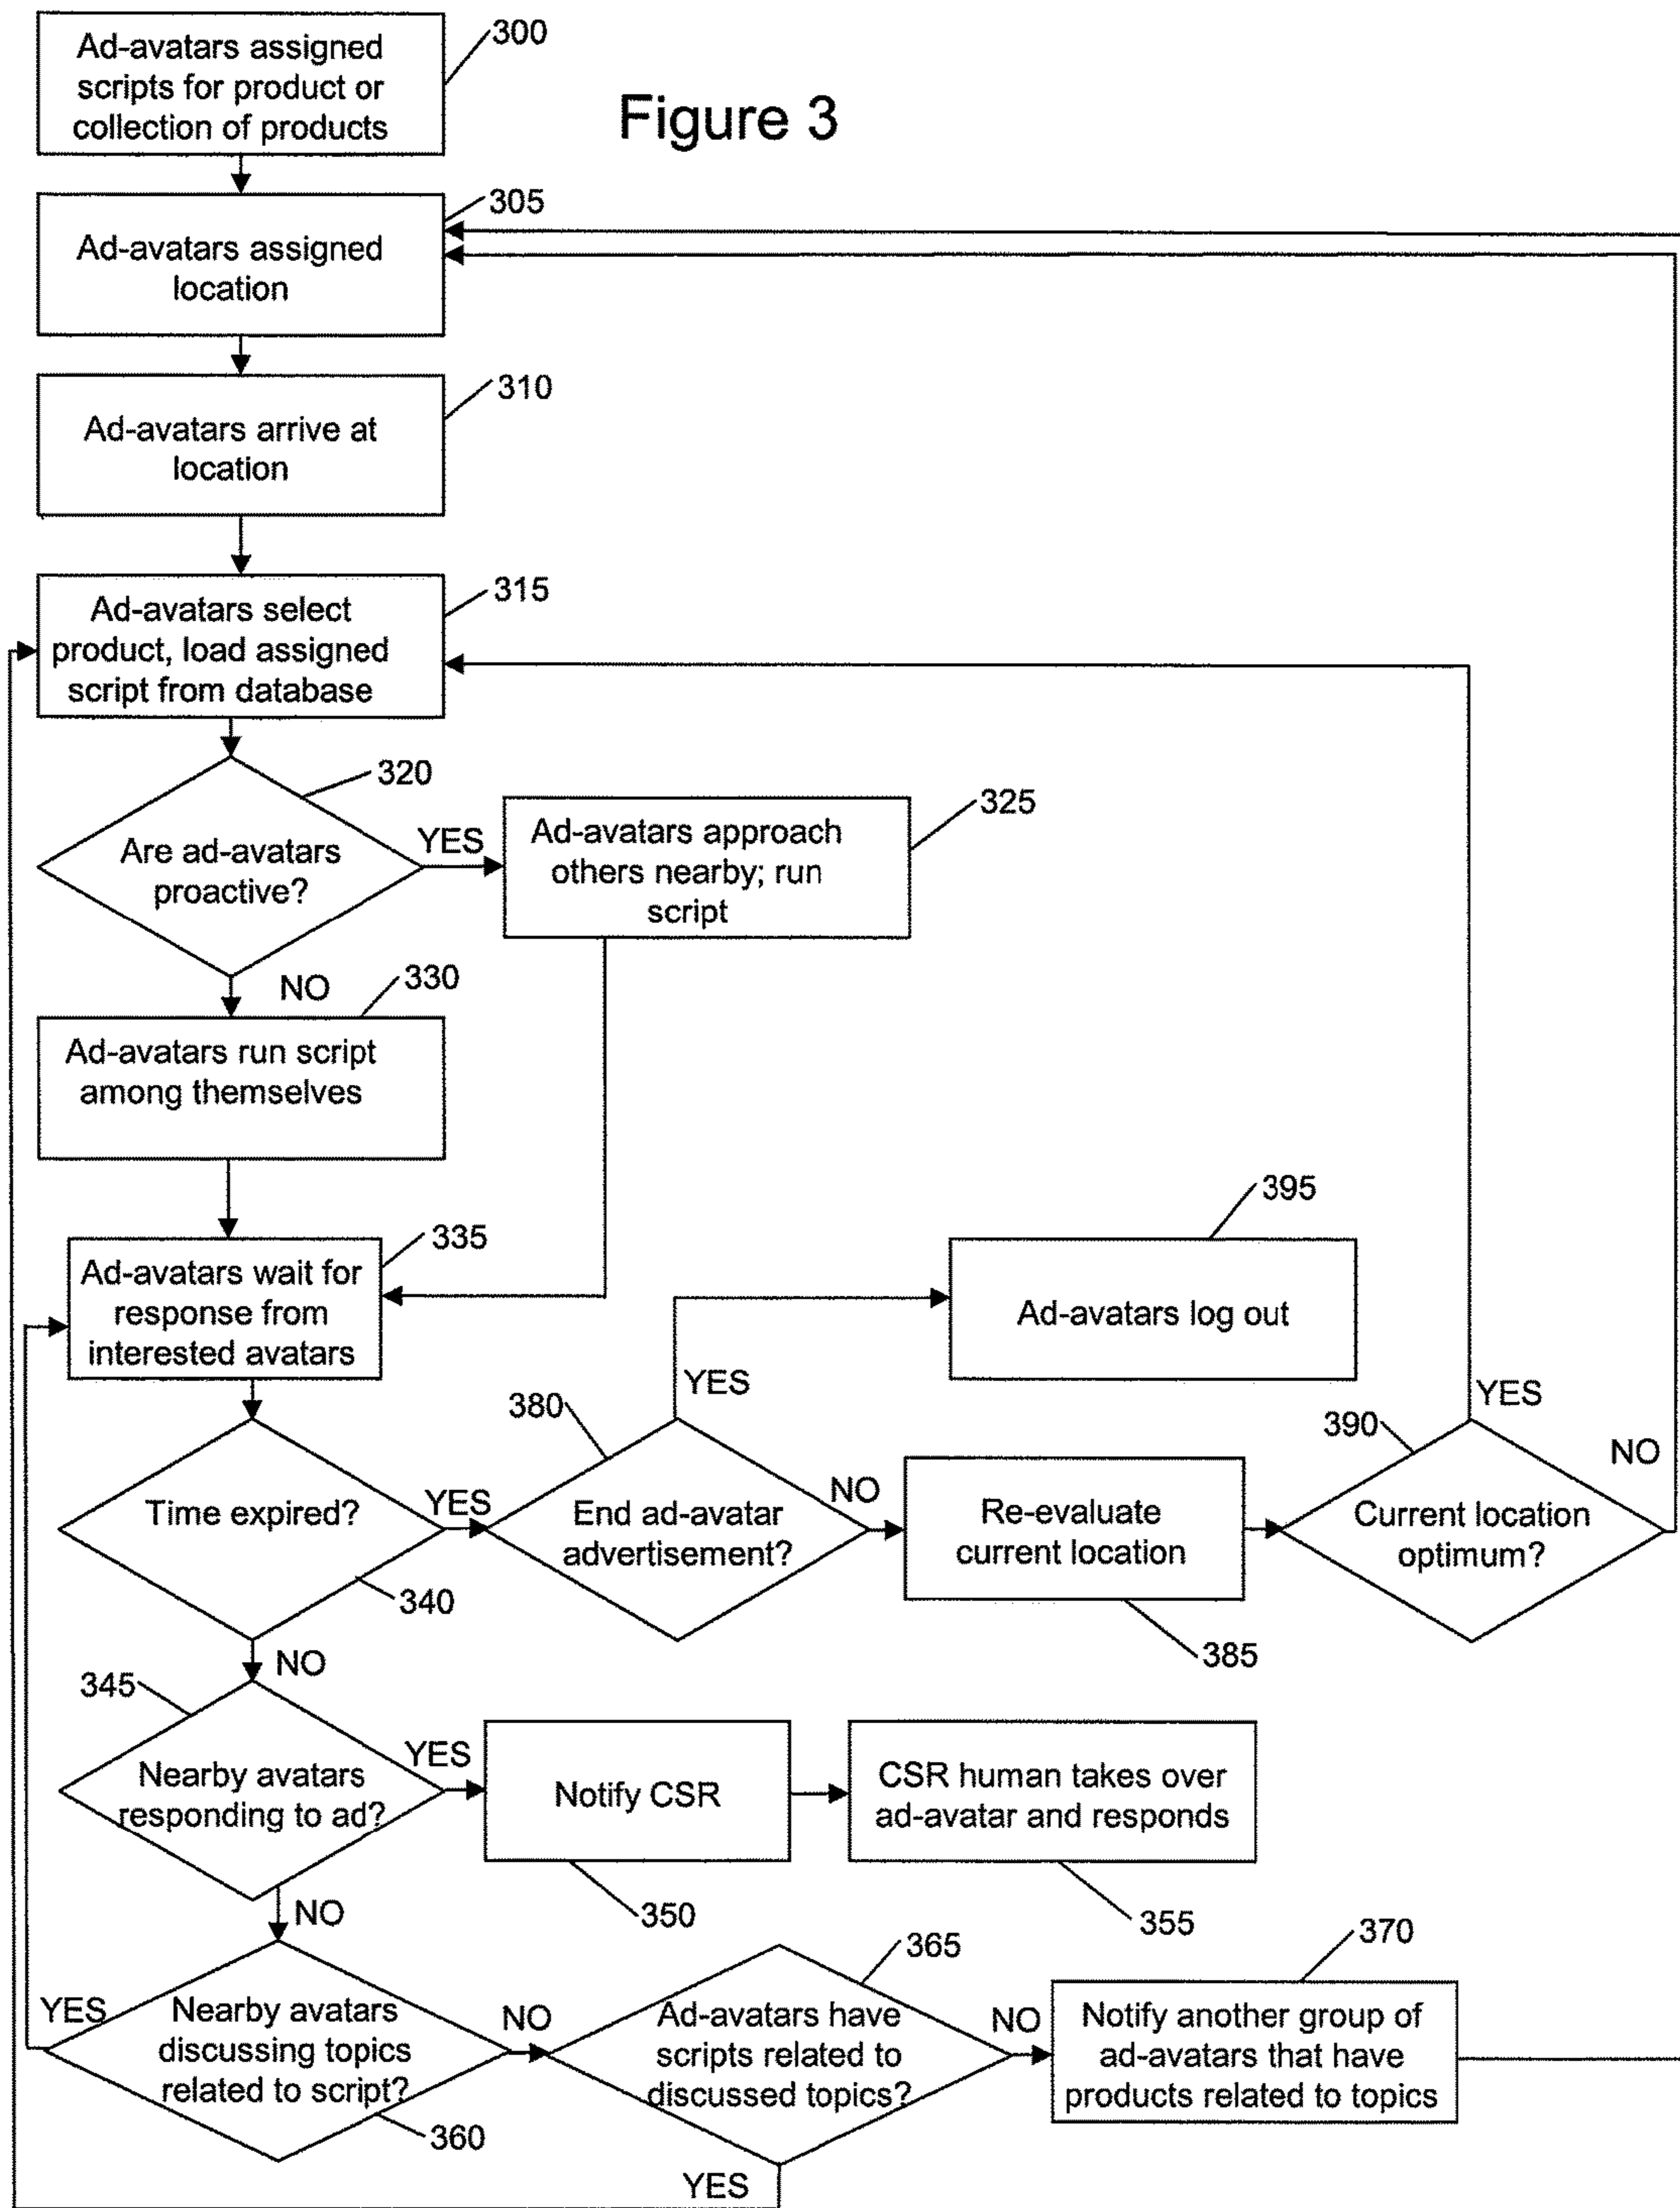 Figure 3
Ad-avatars assigned
scripts for product or
collection of products
300
Ad-avatars assigned
location
305
Ad-avatars arrive at
location
310
Ad-avatars select
product, load assigned
script from database
315
Are ad-avatars
proactive?
320
YES
Ad-avatars approach
others nearby; run
script
325
NO
Ad-avatars run script
among themselves
330
Ad-avatars wait for
response from
interested avatars
335
Time expired?
340
YES
End ad-avatar
advertisement?
380
YES
Ad-avatars log out
395
NO
Re-evaluate
current location
385
Current location
optimum?
390
YES
NO
NO
Nearby avatars
responding to ad?
345
YES
Notify CSR
350
CSR human takes over
ad-avatar and responds
355
NO
Nearby avatars
discussing topics
related to script?
360
YES
NO
Ad-avatars have
scripts related to
discussed topics?
365
YES
NO
Notify another group of
ad-avatars that have
products related to topics
370